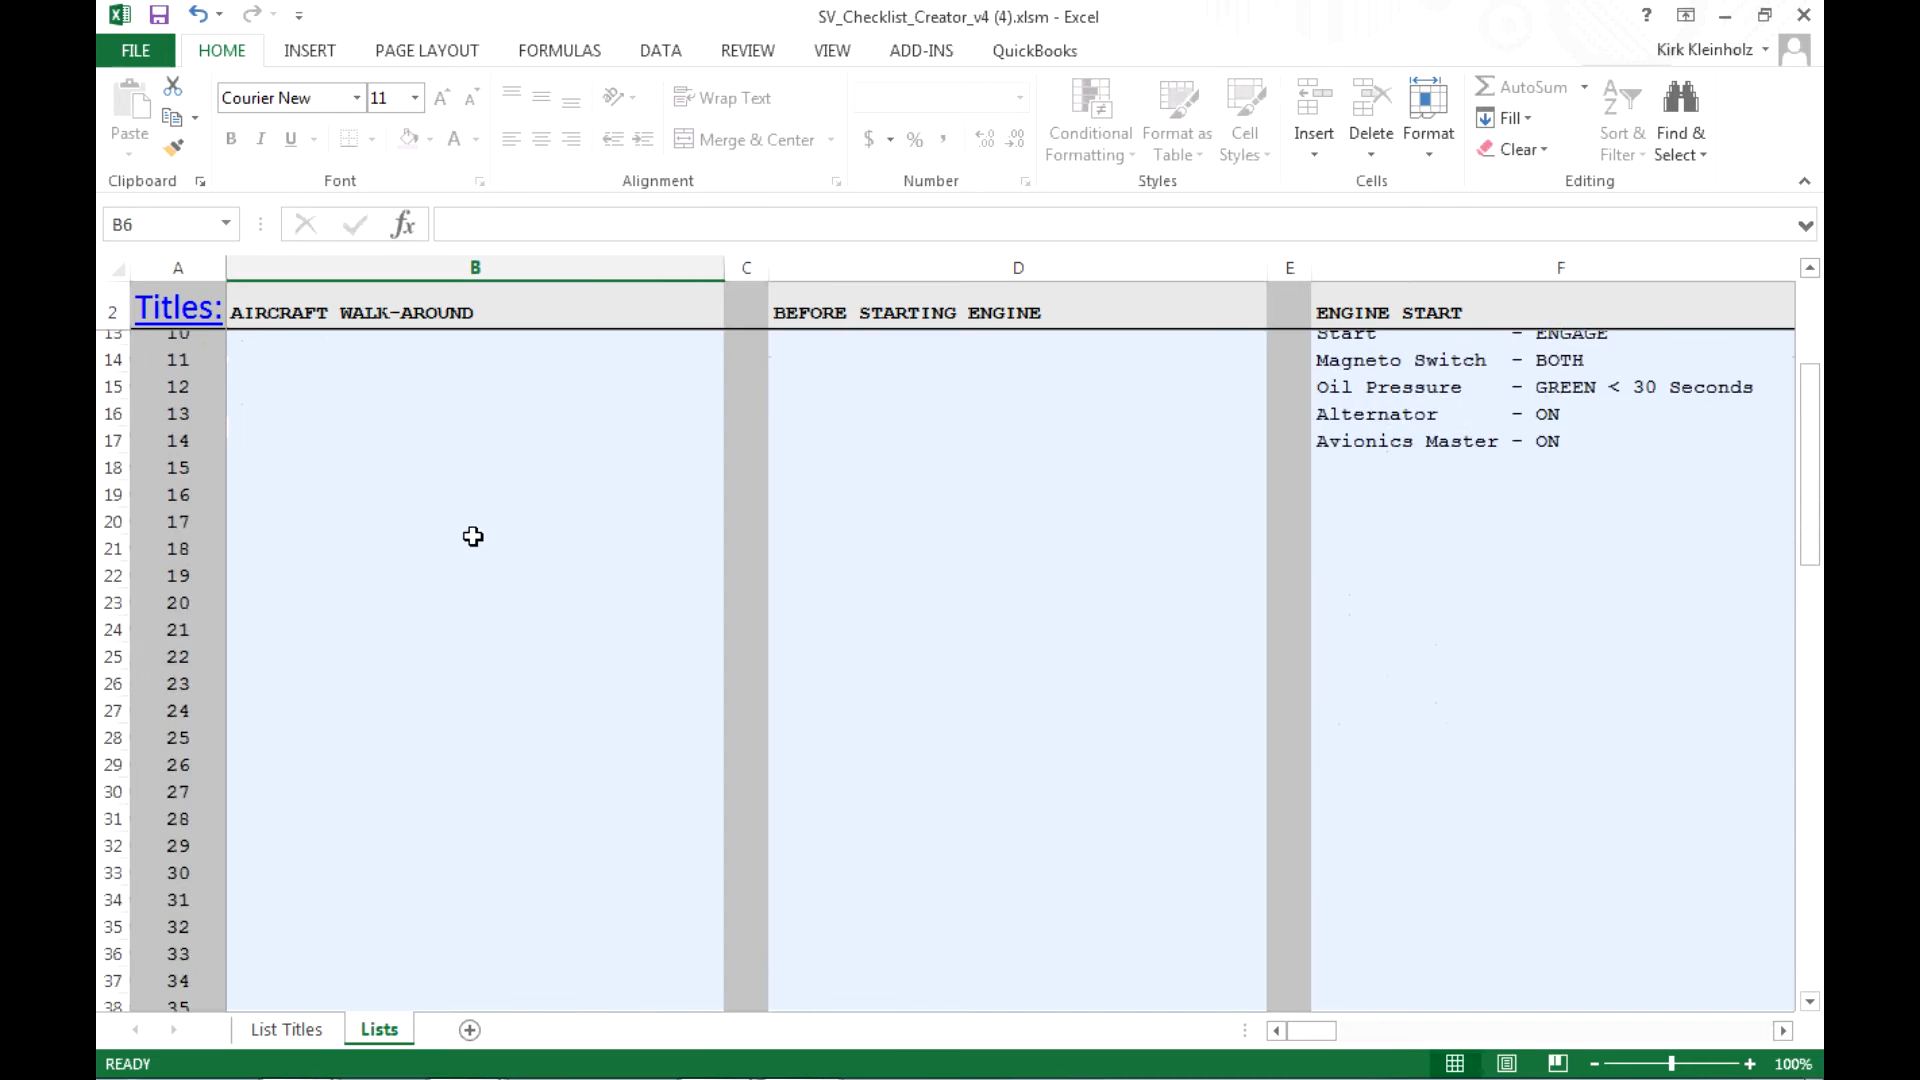 SV_Checklist_Creator_v4 (4).xlsm - Excel
?
FILE HOME INSERT PAGE LAYOUT FORMULAS DATA REVIEW VIEW ADD-INS QuickBooks
Kirk Kleinholz
Paste
Courier New 11
B I U
Wrap Text
Merge & Center
$ % ,
Conditional Formatting
Format as Table
Cell Styles
Insert Delete Format
AutoSum
Fill
Clear
Sort & Filter
Find & Select
Clipboard Font Alignment Number Styles Cells Editing
B6
fx
A B C D E F
2 Titles: AIRCRAFT WALK-AROUND BEFORE STARTING ENGINE ENGINE START
13 10 Start - ENGAGE
14 11 Magneto Switch - BOTH
15 12 Oil Pressure - GREEN < 30 Seconds
16 13 Alternator - ON
17 14 Avionics Master - ON
18 15
19 16
20 17
21 18
22 19
23 20
24 21
25 22
26 23
27 24
28 25
29 26
30 27
31 28
32 29
33 30
34 31
35 32
36 33
37 34
38 35
List Titles Lists
READY
100%